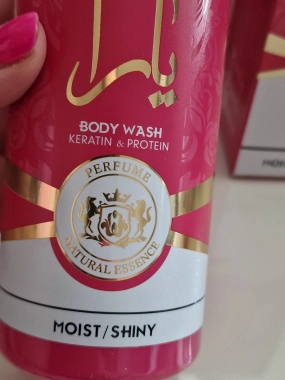 يارا
BODY WASH
KERATIN & PROTEIN
PERFUME
NATURAL ESSENCE
MOIST/SHINY